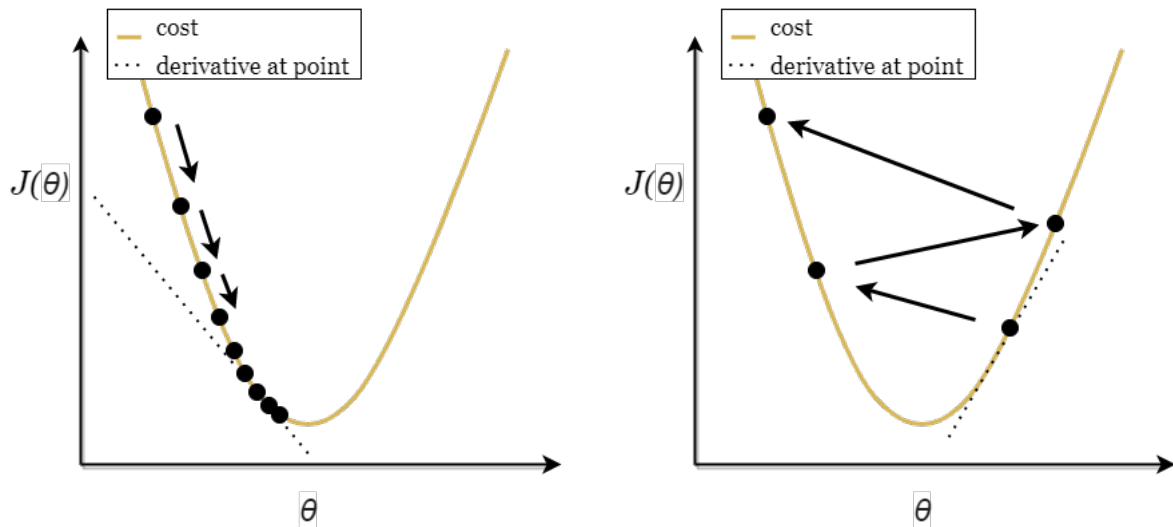 cost
derivative at point
J(θ)
θ
cost
derivative at point
J(θ)
θ